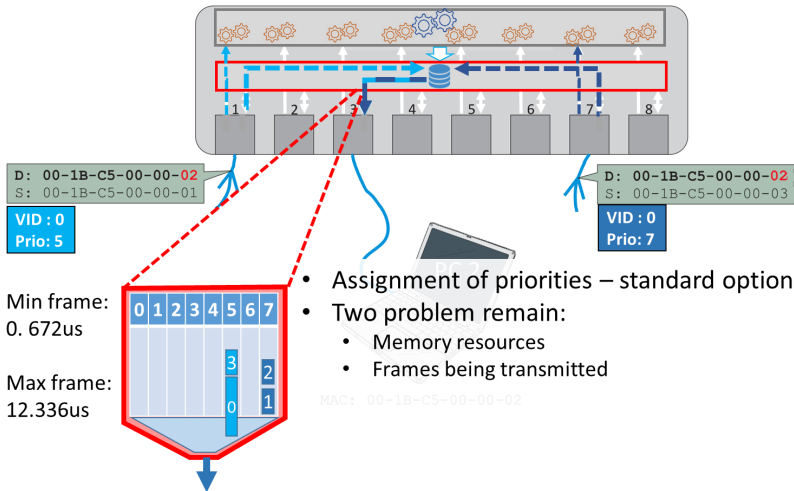 1 2 3 4 5 6 7 8
D: 00-1B-C5-00-00-02
S: 00-1B-C5-00-00-01
VID : 0
Prio: 5
D: 00-1B-C5-00-00-02
S: 00-1B-C5-00-00-03
VID : 0
Prio: 7
PC 2
• Assignment of priorities – standard option
• Two problem remain:
• Memory resources
• Frames being transmitted
MAC: 00-1B-C5-00-00-02
Min frame:
0. 672us
Max frame:
12.336us
0 1 2 3 4 5 6 7
3
2
0
1